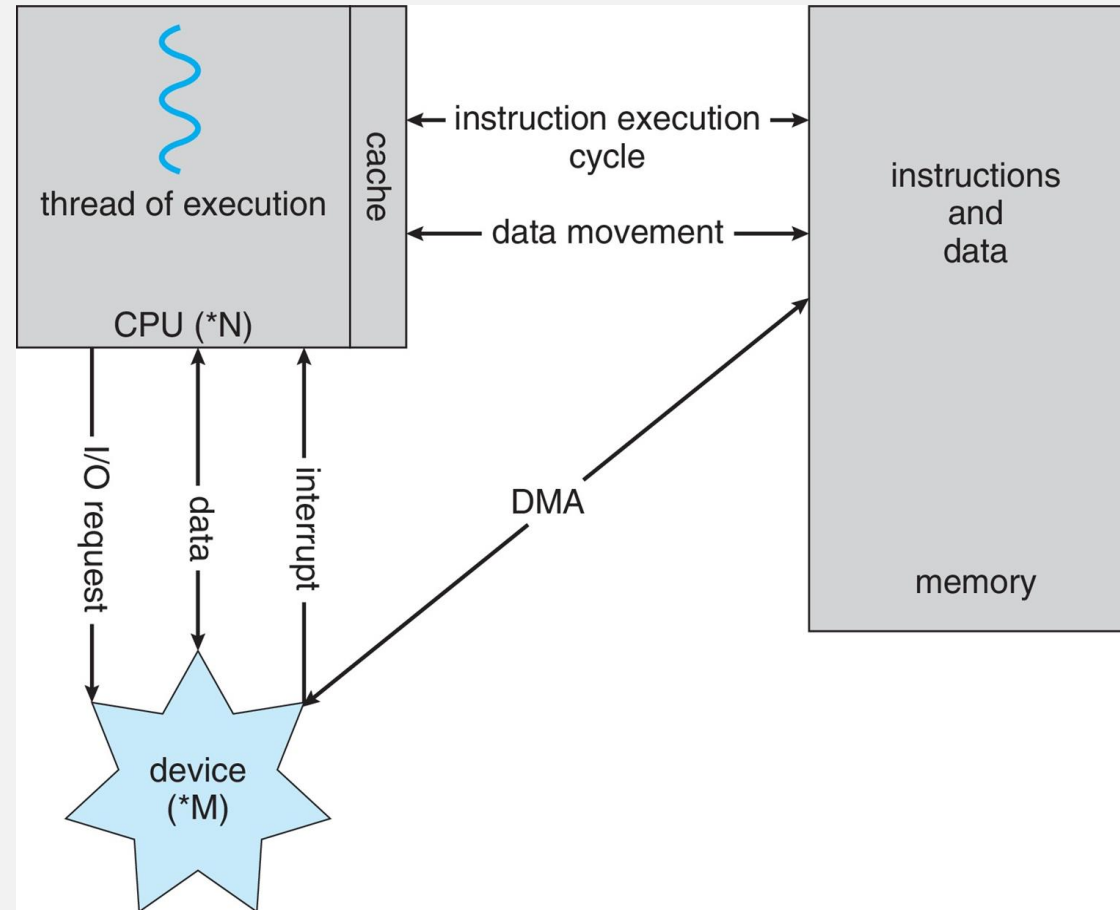 thread of execution
cache
CPU (*N)
instruction execution
cycle
data movement
instructions
and
data
memory
I/O request
data
interrupt
DMA
device
(*M)